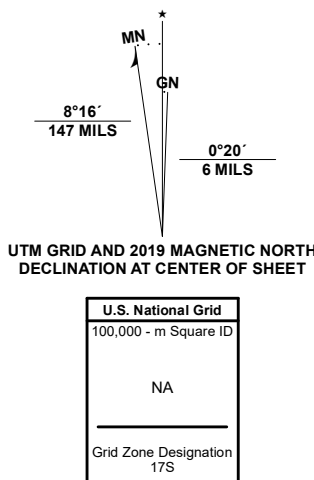 ★
MN
GN
8°16´
147 MILS
0°20´
6 MILS
UTM GRID AND 2019 MAGNETIC NORTH
DECLINATION AT CENTER OF SHEET
U.S. National Grid
100,000 - m Square ID
NA
Grid Zone Designation
17S